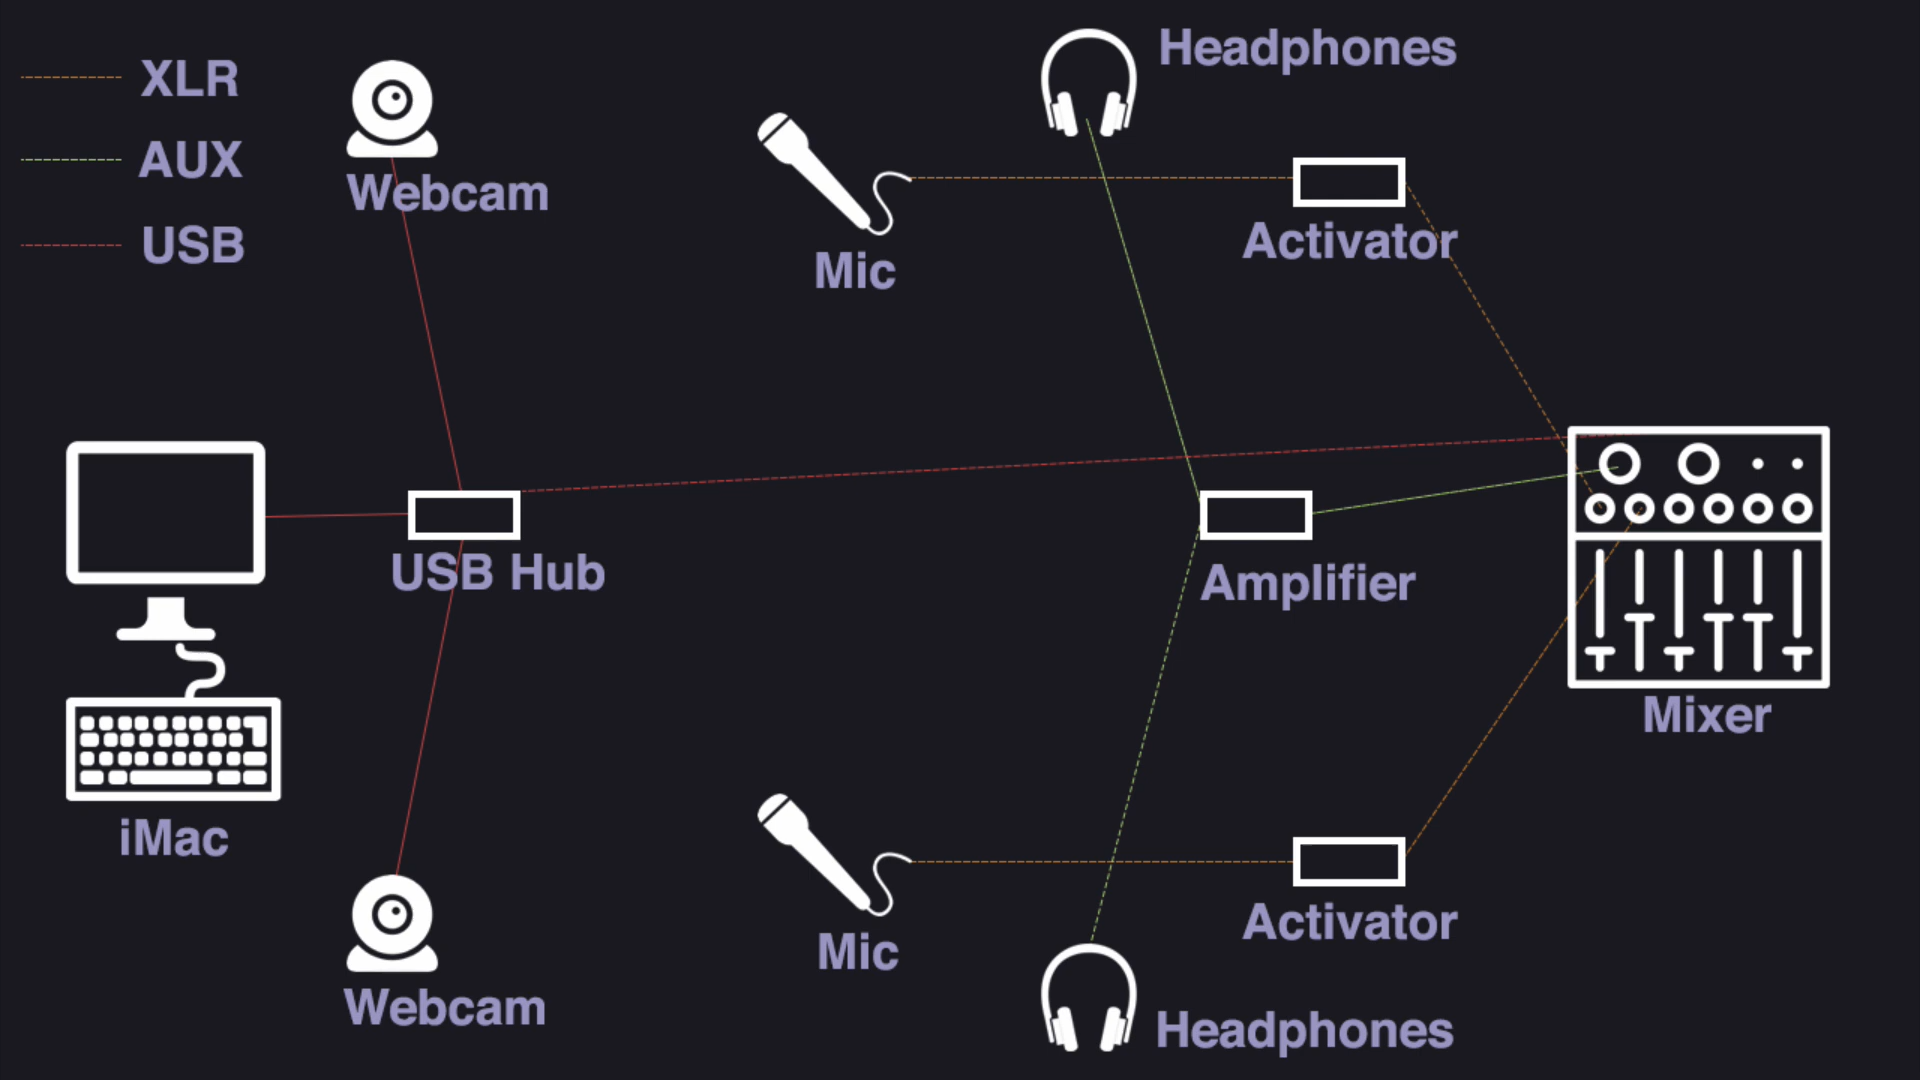 XLR
AUX
USB
Webcam
Headphones
Mic
Activator
USB Hub
Amplifier
Mixer
iMac
Webcam
Mic
Activator
Headphones